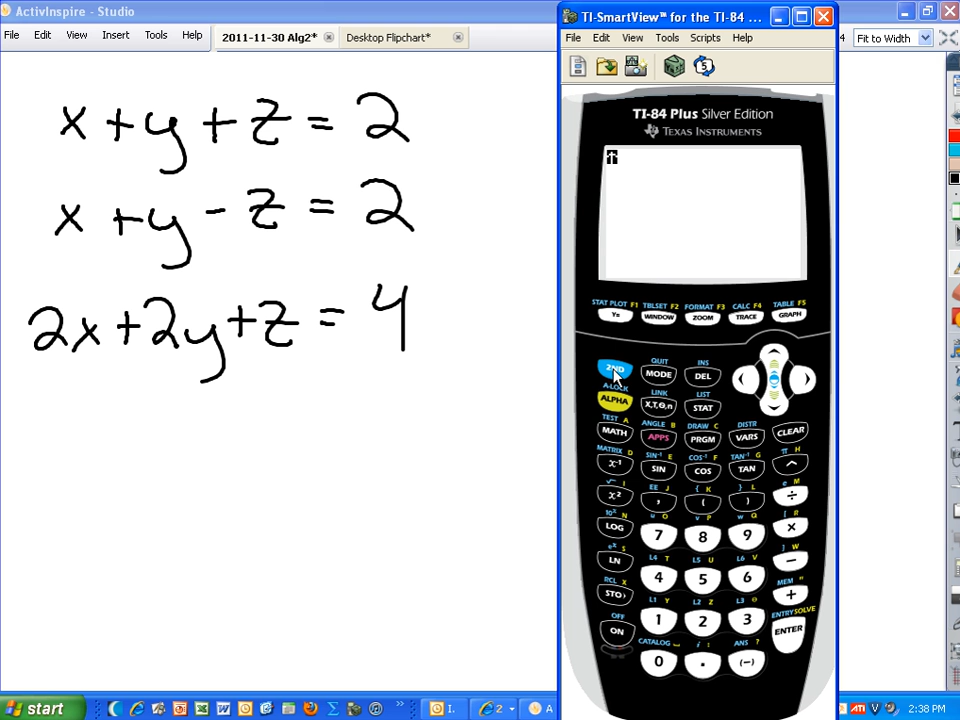 ActivInspire - Studio
File Edit View Insert Tools Help
2011-11-30 Alg2* Desktop Flipchart*
Fit to Width
x + y + z = 2
x + y - z = 2
2x + 2y + z = 4
TI-SmartView™ for the TI-84 ...
File Edit View Tools Scripts Help
5
TI-84 Plus Silver Edition
TEXAS INSTRUMENTS
STAT PLOT F1 TBLSET F2 FORMAT F3 CALC F4 TABLE F5
Y= WINDOW ZOOM TRACE GRAPH
QUIT INS
2ND MODE DEL
A-LOCK LINK LIST
ALPHA X,T,Θ,n STAT
TEST A ANGLE B DRAW C DISTR
MATH APPS PRGM VARS CLEAR
MATRIX D SIN⁻¹ E COS⁻¹ F TAN⁻¹ G π H
x⁻¹ SIN COS TAN ^
√ I EE J { K } L e M
x² , ( ) ÷
10ˣ N u O v P w Q [ R
LOG 7 8 9 ×
eˣ S L4 T L5 U L6 V ] W
LN 4 5 6 −
RCL X L1 Y L2 Z L3 Θ MEM "
STO› 1 2 3 +
OFF CATALOG i : ANS ? ENTRY SOLVE
ON 0 . (−) ENTER
start
I.
2
A
ATI
2:38 PM